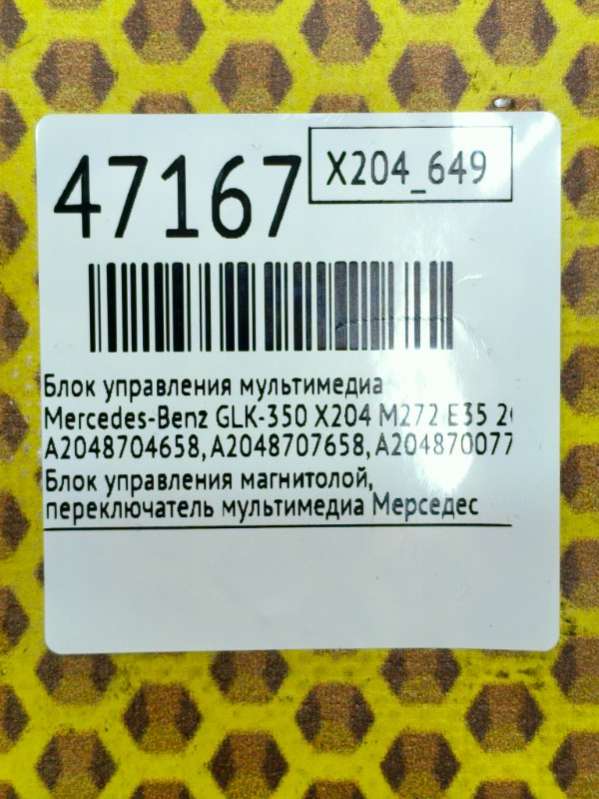 47167
X204_649
Блок управления мультимедиа
Mercedes-Benz GLK-350 X204 M272 E35
A2048704658, A2048707658, A204870077
Блок управления магнитолой,
переключатель мультимедиа Мерседес